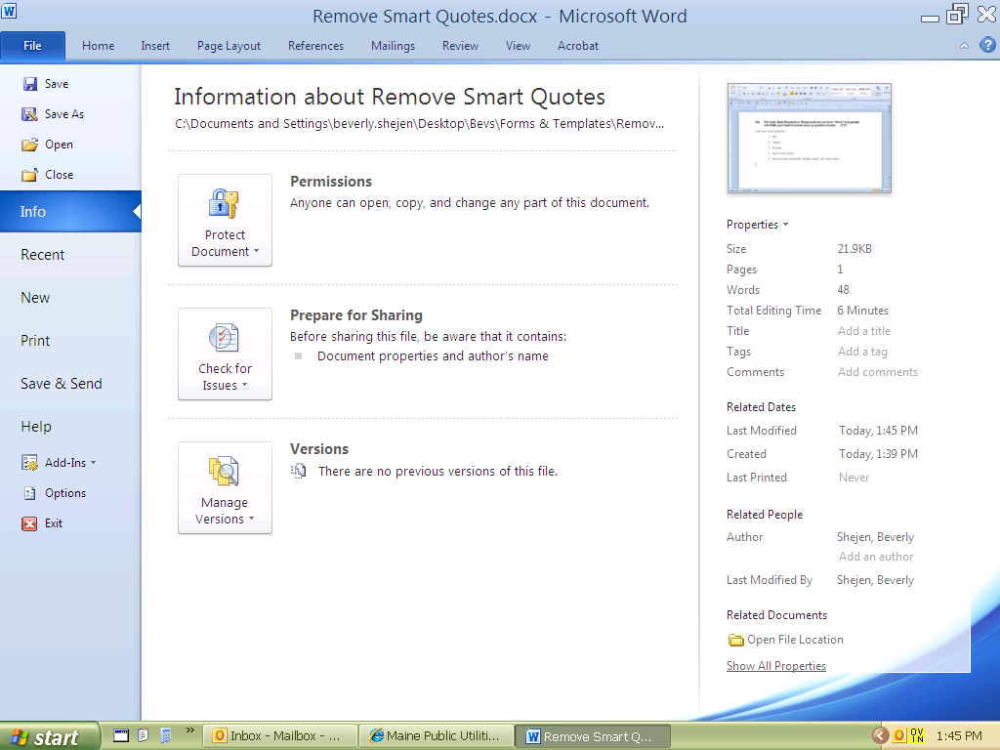 Remove Smart Quotes.docx - Microsoft Word
File Home Insert Page Layout References Mailings Review View Acrobat
Save
Save As
Open
Close
Info
Recent
New
Print
Save & Send
Help
Add-Ins
Options
Exit
Information about Remove Smart Quotes
C:\Documents and Settings\beverly.shejen\Desktop\Bevs\Forms & Templates\Remov...
Protect
Document
Permissions
Anyone can open, copy, and change any part of this document.
Check for
Issues
Prepare for Sharing
Before sharing this file, be aware that it contains:
Document properties and author's name
Manage
Versions
Versions
There are no previous versions of this file.
Properties
Size 21.9KB
Pages 1
Words 48
Total Editing Time 6 Minutes
Title Add a title
Tags Add a tag
Comments Add comments
Related Dates
Last Modified Today, 1:45 PM
Created Today, 1:39 PM
Last Printed Never
Related People
Author Shejen, Beverly
Add an author
Last Modified By Shejen, Beverly
Related Documents
Open File Location
Show All Properties
start Inbox - Mailbox - ... Maine Public Utiliti... Remove Smart Q... 1:45 PM